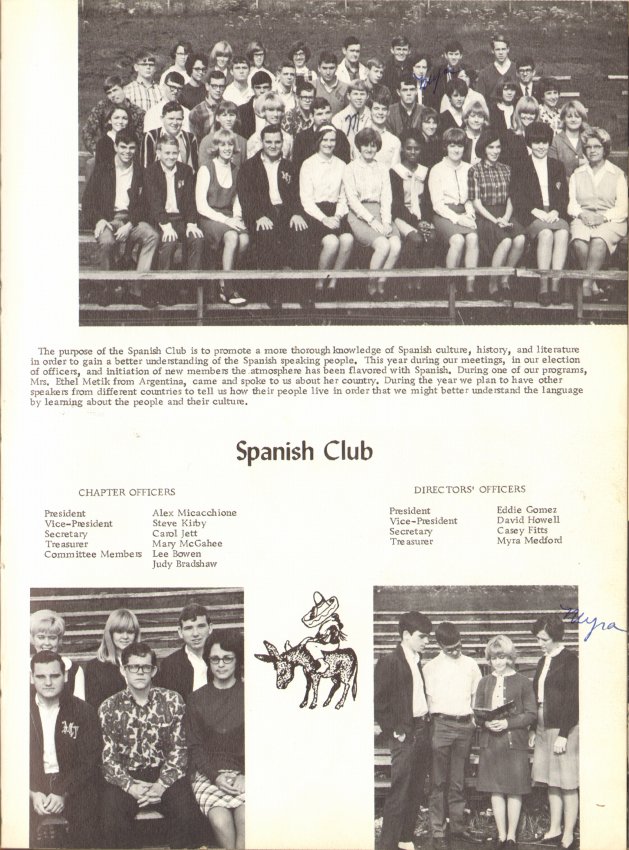 Myra
The purpose of the Spanish Club is to promote a more thorough knowledge of Spanish culture, history, and literature
in order to gain a better understanding of the Spanish speaking people. This year during our meetings, in our election
of officers, and initiation of new members the atmosphere has been flavored with Spanish. During one of our programs,
Mrs. Ethel Metik from Argentina, came and spoke to us about her country. During the year we plan to have other
speakers from different countries to tell us how their people live in order that we might better understand the language
by learning about the people and their culture.
Spanish Club
CHAPTER OFFICERS
President Alex Micacchione
Vice-President Steve Kirby
Secretary Carol Jett
Treasurer Mary McGahee
Committee Members Lee Bowen
Judy Bradshaw
DIRECTORS' OFFICERS
President Eddie Gomez
Vice-President David Howell
Secretary Casey Fitts
Treasurer Myra Medford
Myra